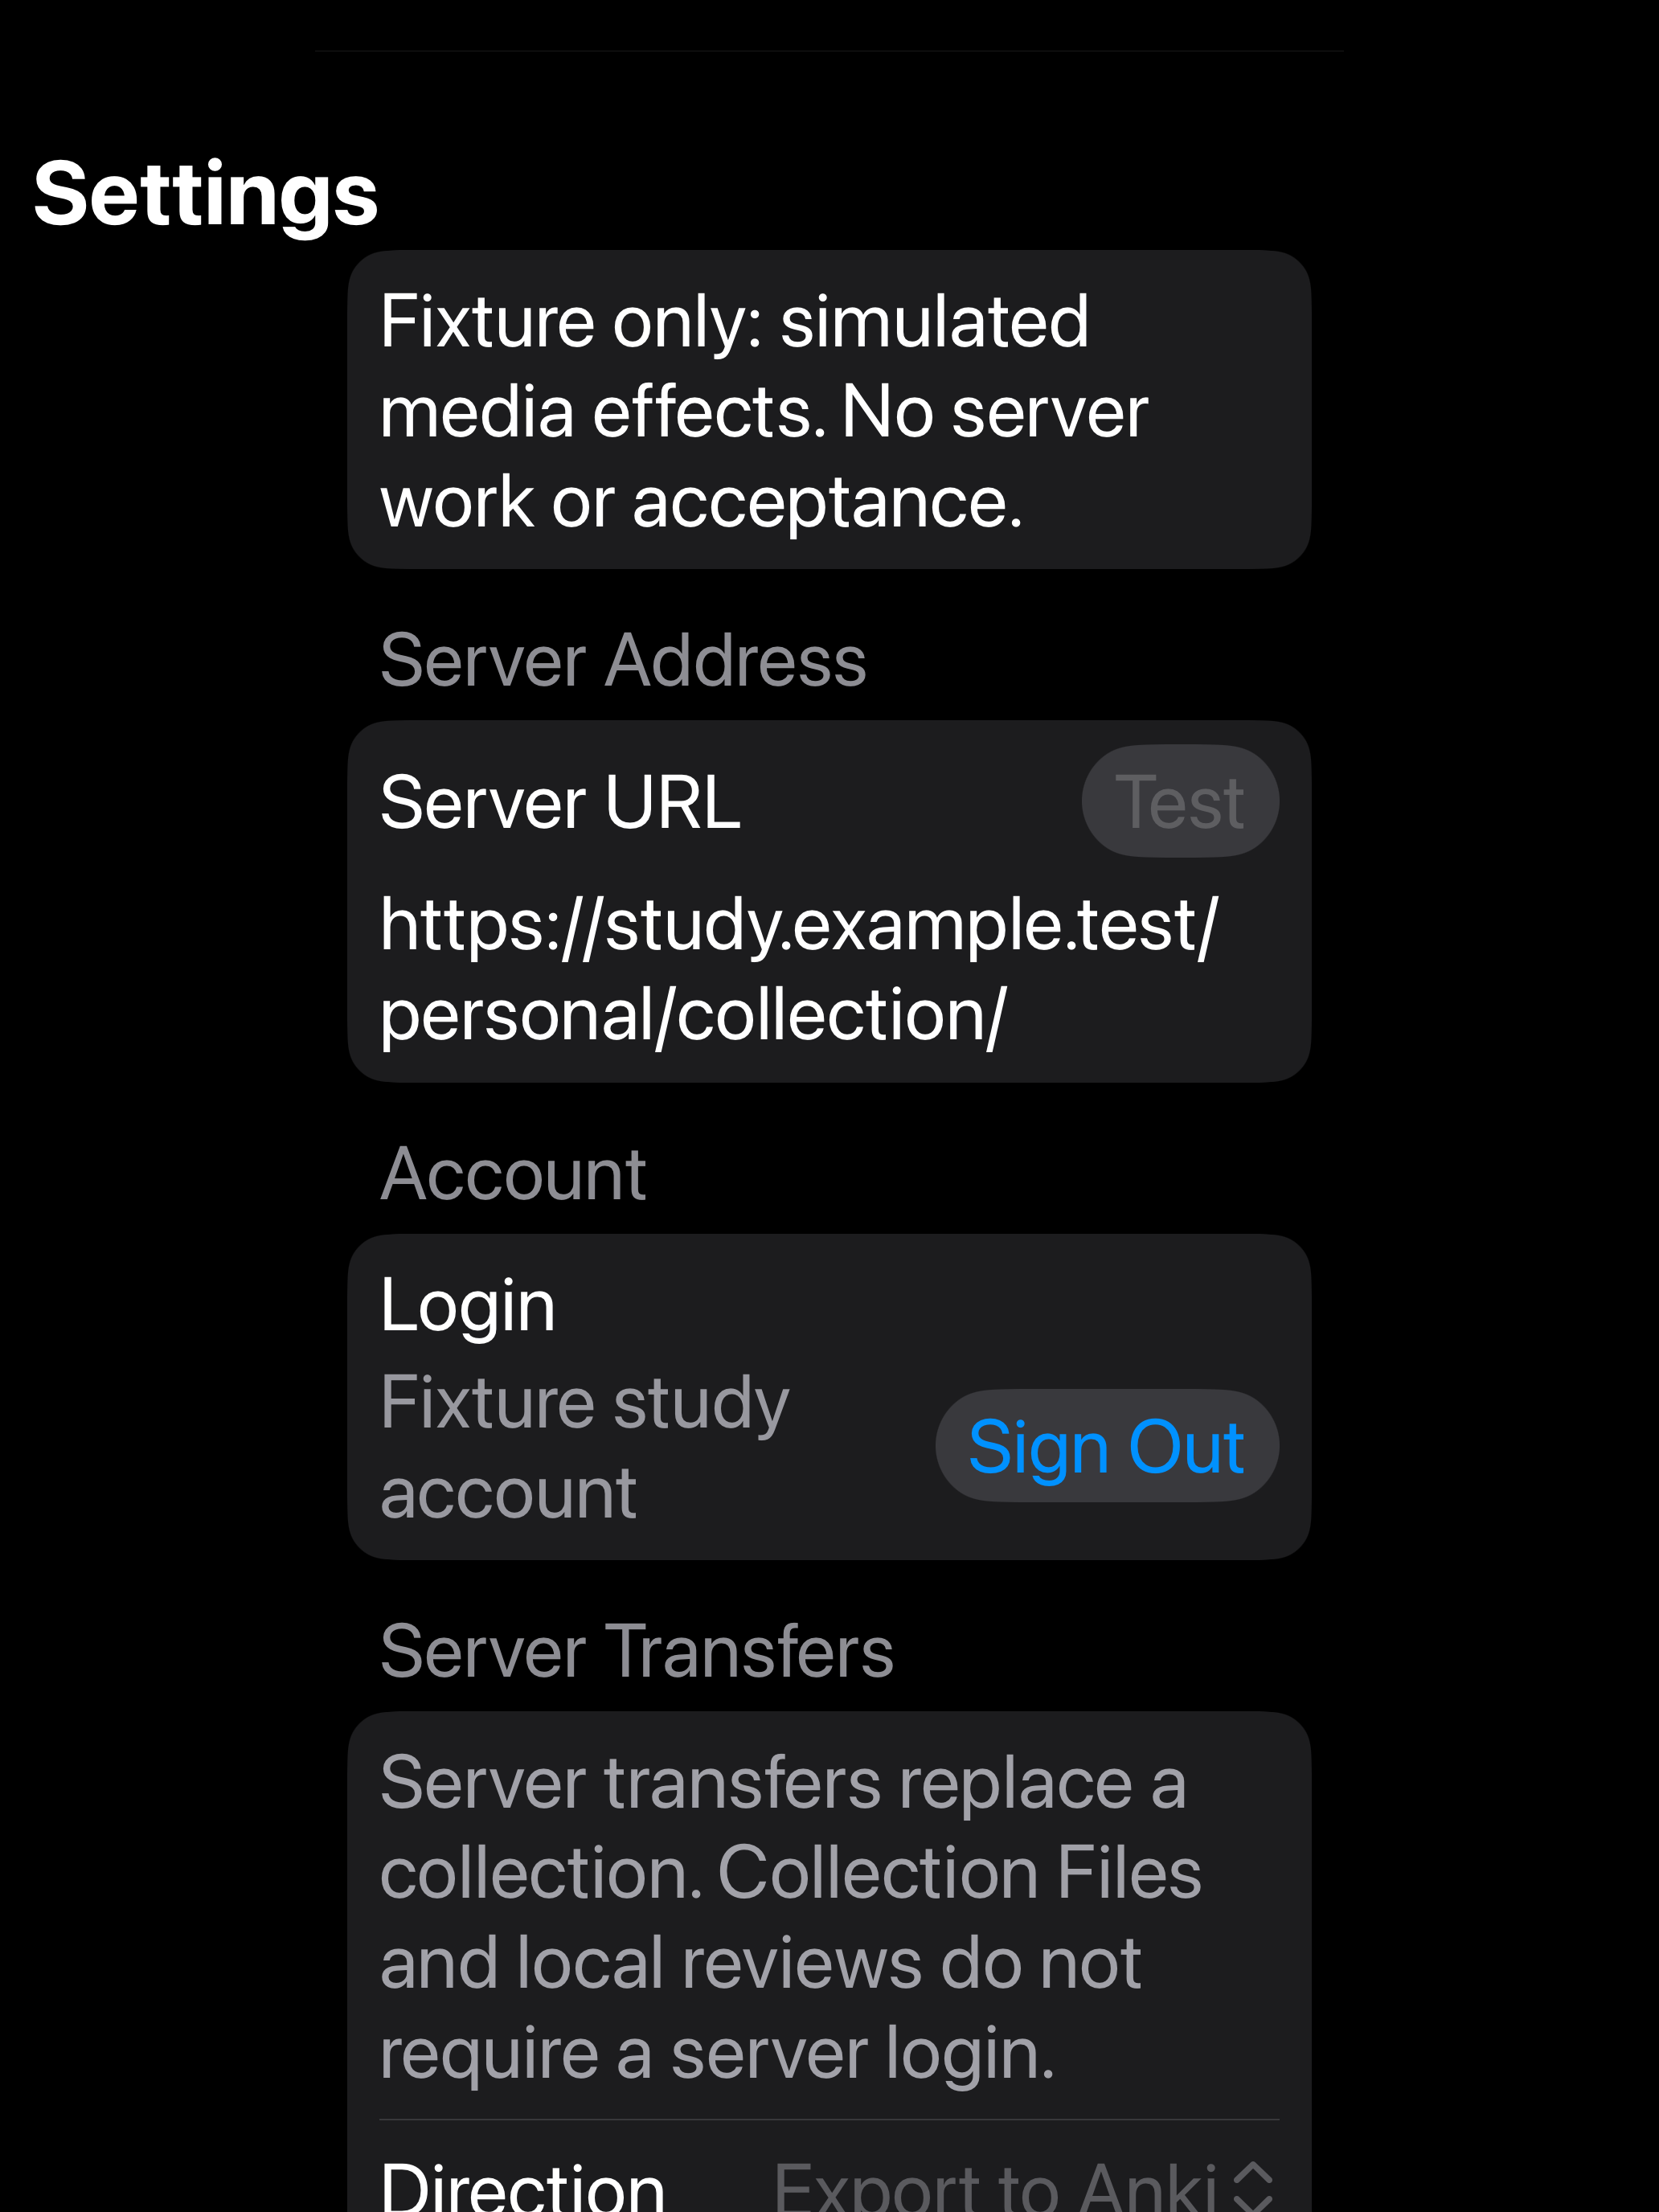 Settings
Fixture only: simulated
media effects. No server
work or acceptance.
Server Address
Server URL
Test
https://study.example.test/
personal/collection/
Account
Login
Fixture study
account
Sign Out
Server Transfers
Server transfers replace a
collection. Collection Files
and local reviews do not
require a server login.
Direction
Export to Anki